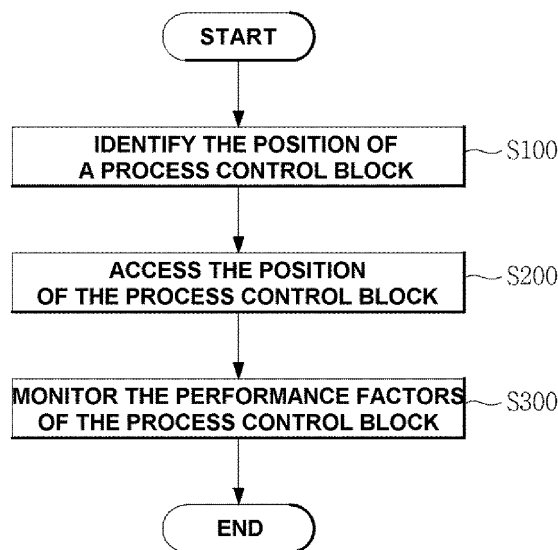 START
IDENTIFY THE POSITION OF
A PROCESS CONTROL BLOCK
S100
ACCESS THE POSITION
OF THE PROCESS CONTROL BLOCK
S200
MONITOR THE PERFORMANCE FACTORS
OF THE PROCESS CONTROL BLOCK
S300
END